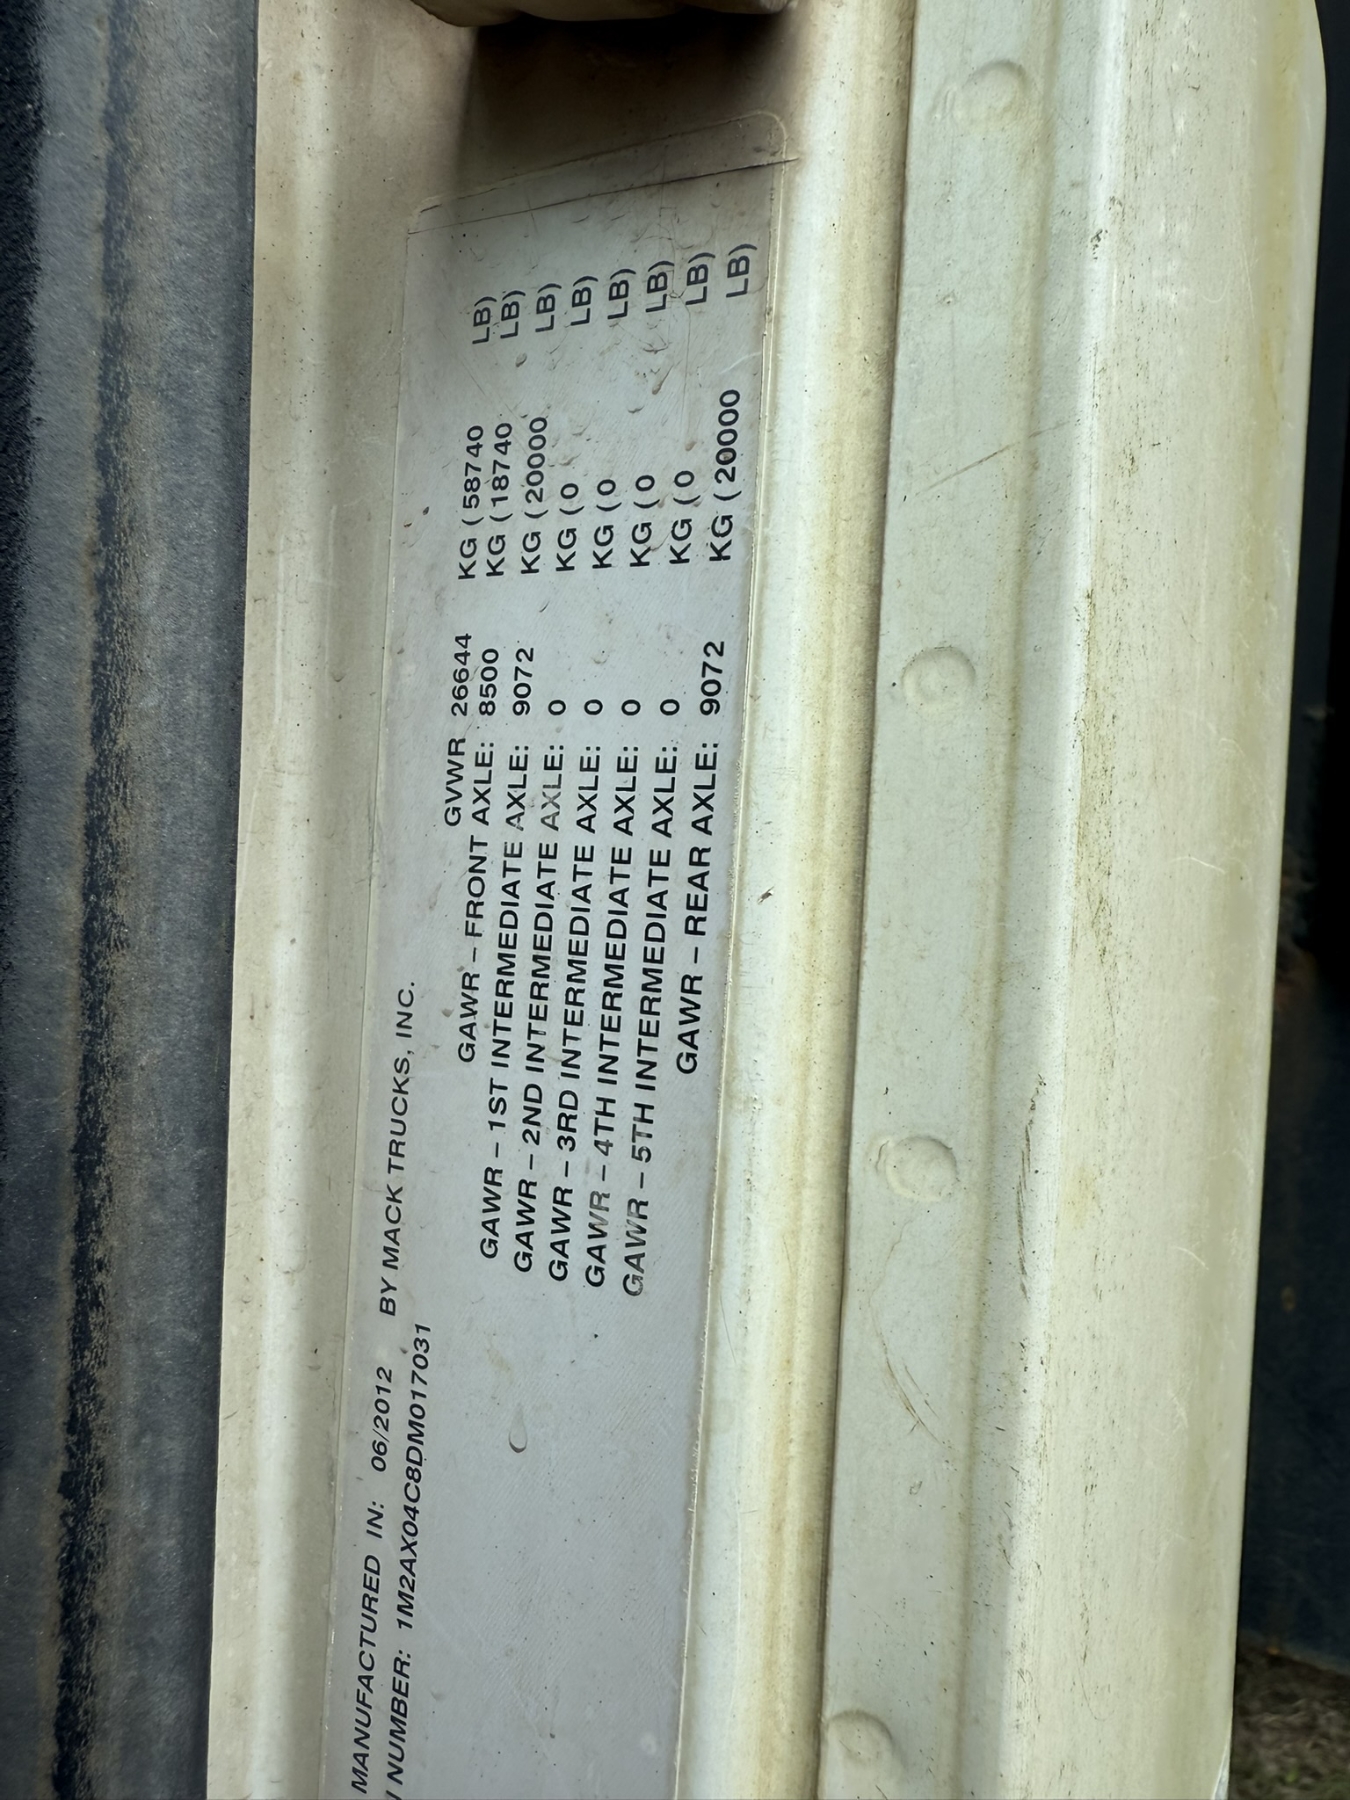 MANUFACTURED IN: 06/2012 BY MACK TRUCKS, INC.
NUMBER: 1M2AX04C8DM017031
GVWR 26644 KG (58740 LB)
GAWR – FRONT AXLE: 8500 KG (18740 LB)
GAWR – 1ST INTERMEDIATE AXLE: 9072 KG (20000 LB)
GAWR – 2ND INTERMEDIATE AXLE: 0 KG (0 LB)
GAWR – 3RD INTERMEDIATE AXLE: 0 KG (0 LB)
GAWR – 4TH INTERMEDIATE AXLE: 0 KG (0 LB)
GAWR – 5TH INTERMEDIATE AXLE: 0 KG (0 LB)
GAWR – REAR AXLE: 9072 KG (20000 LB)